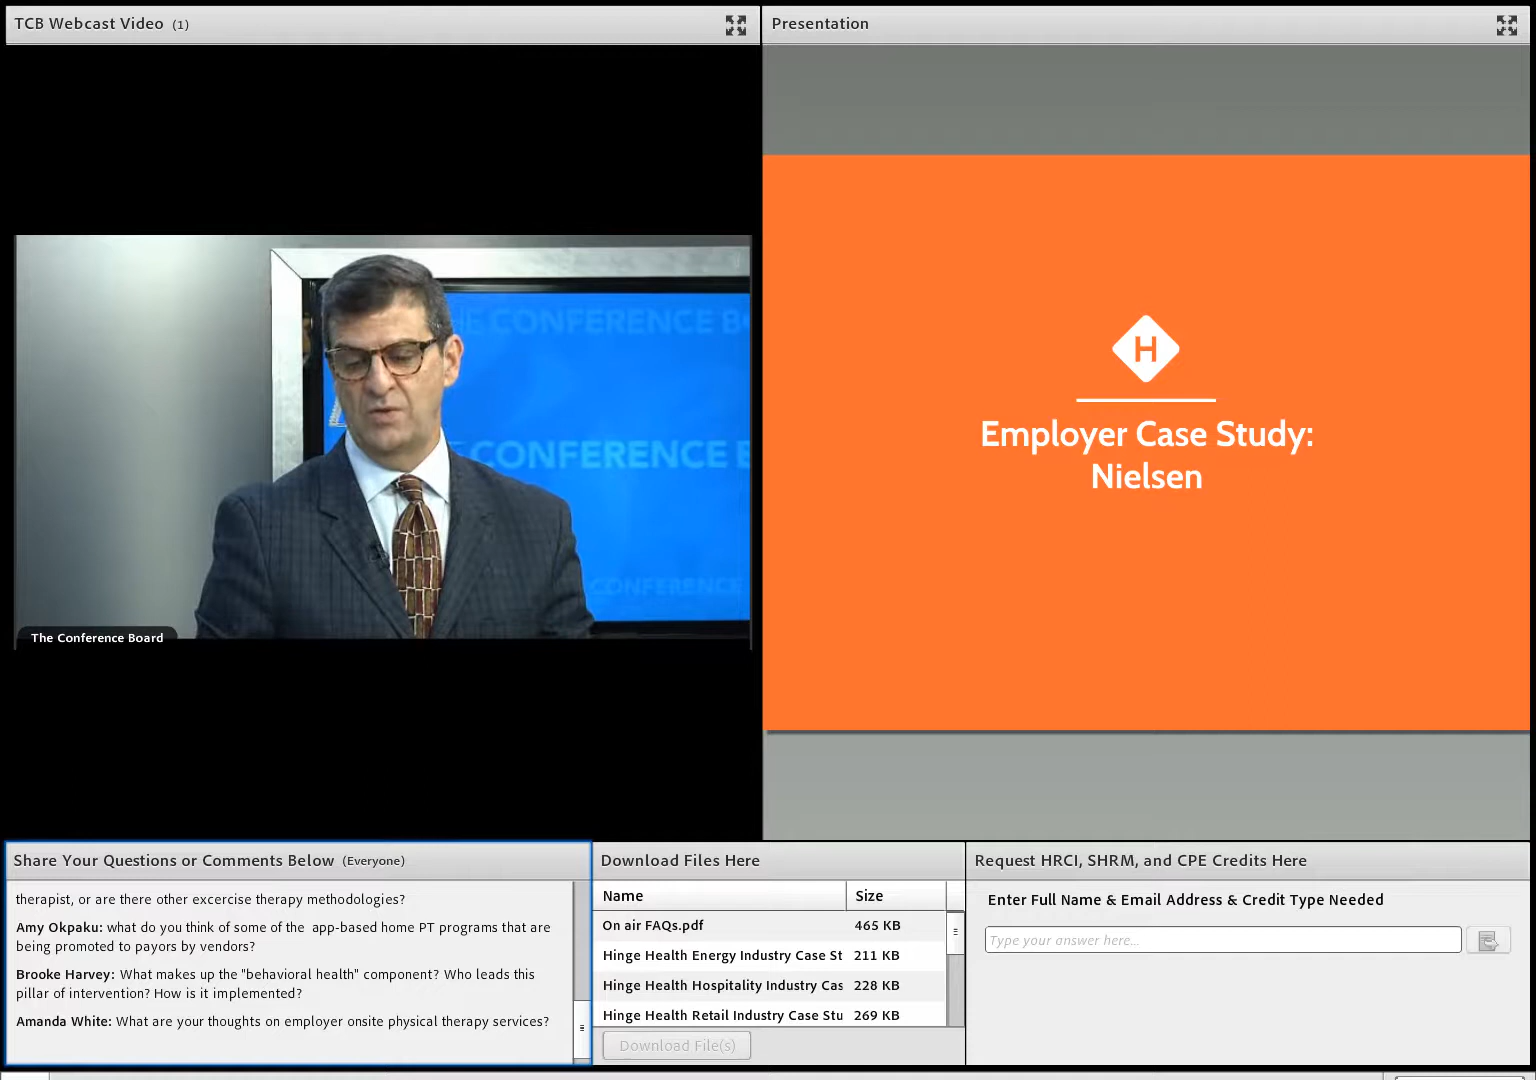 TCB Webcast Video (1)
Presentation
THE CONFERENCE BO
THE CONFERENCE B
CONFERENCE
The Conference Board
H
Employer Case Study:
Nielsen
Share Your Questions or Comments Below (Everyone)
therapist, or are there other excercise therapy methodologies?
Amy Okpaku: what do you think of some of the app-based home PT programs that are
being promoted to payors by vendors?
Brooke Harvey: What makes up the "behavioral health" component? Who leads this
pillar of intervention? How is it implemented?
Amanda White: What are your thoughts on employer onsite physical therapy services?
Download Files Here
Name Size
On air FAQs.pdf 465 KB
Hinge Health Energy Industry Case St 211 KB
Hinge Health Hospitality Industry Cas 228 KB
Hinge Health Retail Industry Case Stu 269 KB
Download File(s)
Request HRCI, SHRM, and CPE Credits Here
Enter Full Name & Email Address & Credit Type Needed
Type your answer here...